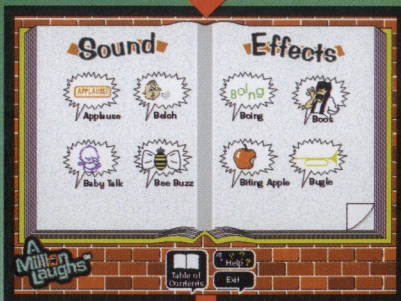 Sound Effects
APPLAUSE!
Applause
Belch
Boing
Boing
Boos
Baby Talk
Bee Buzz
Biting Apple
Bugle
A
Million
Laughs
Table of
Contents
Help?
Exit